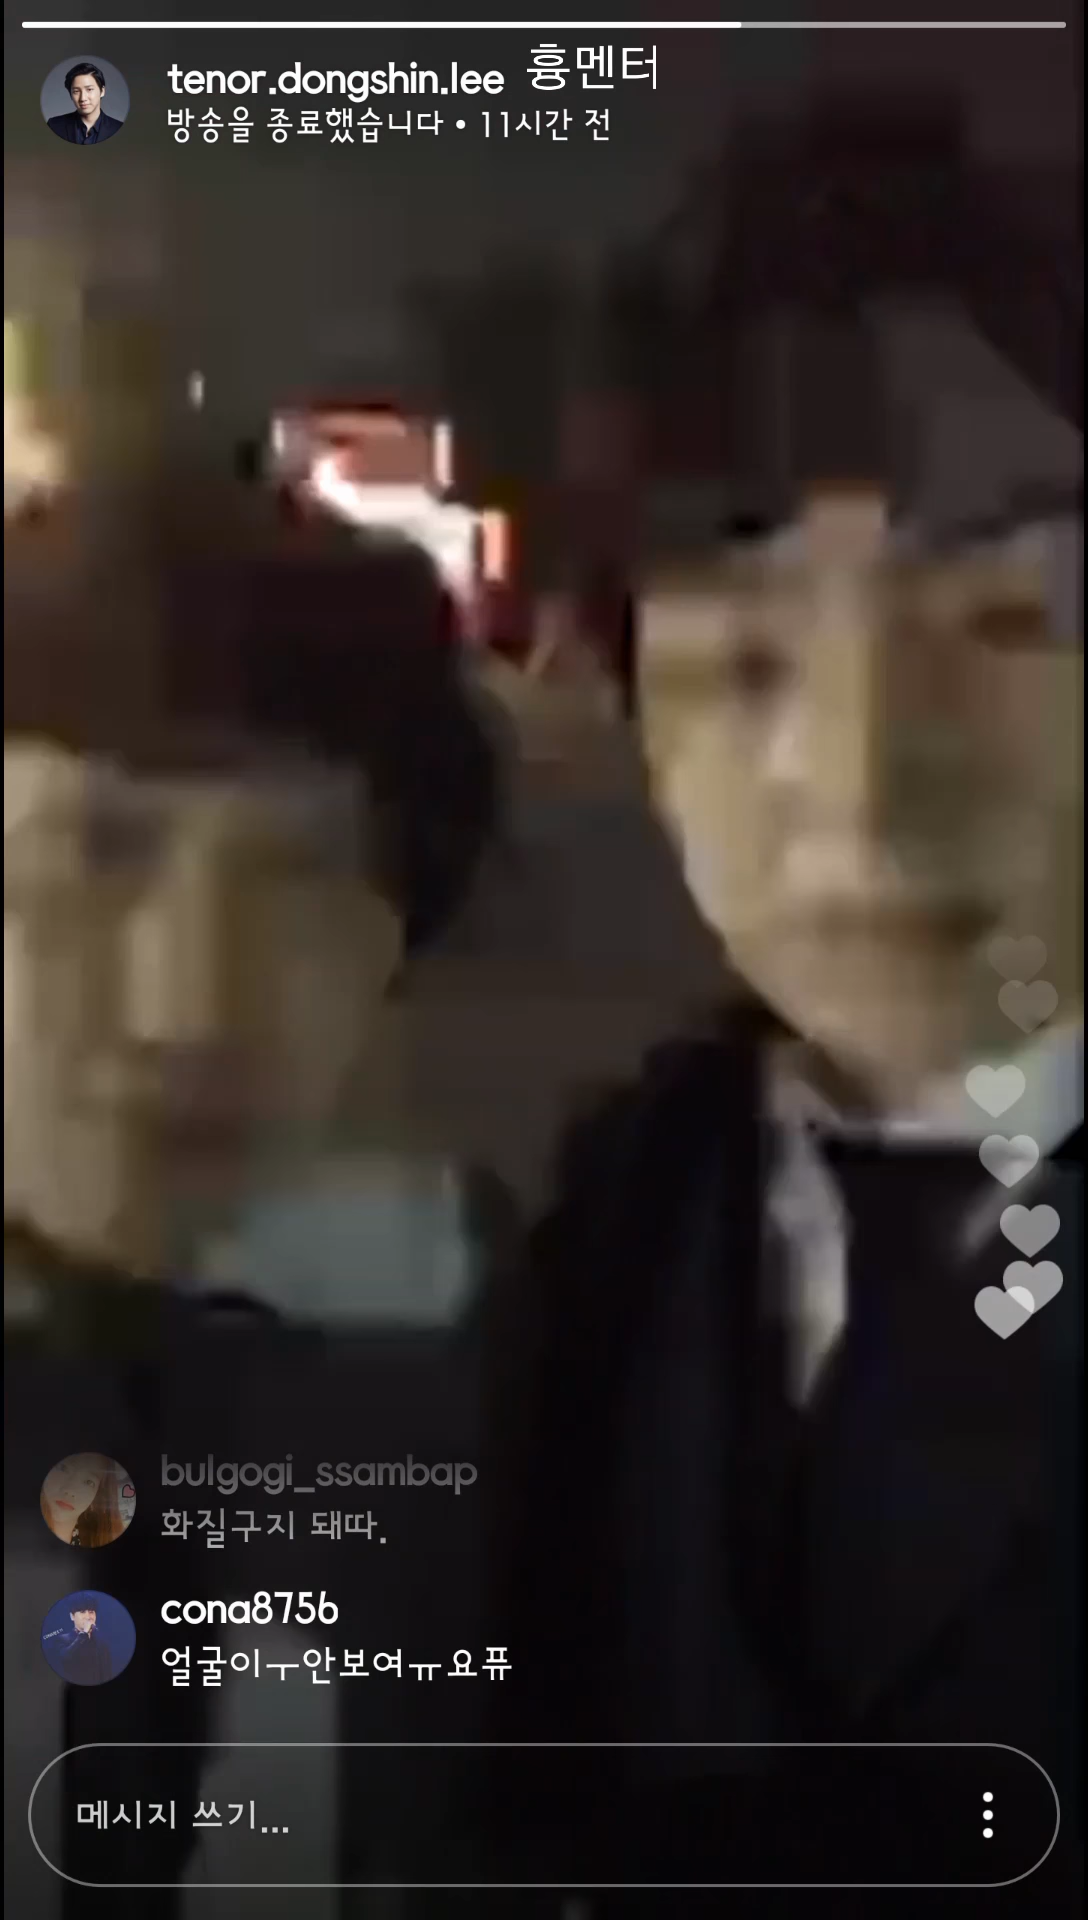 tenor.dongshin.lee 흉멘터
방송을 종료했습니다 • 11시간 전
bulgogi_ssambap
화질구지 돼따.
cona8756
얼굴이ㅜ안보여ㅠ요퓨
메시지 쓰기...